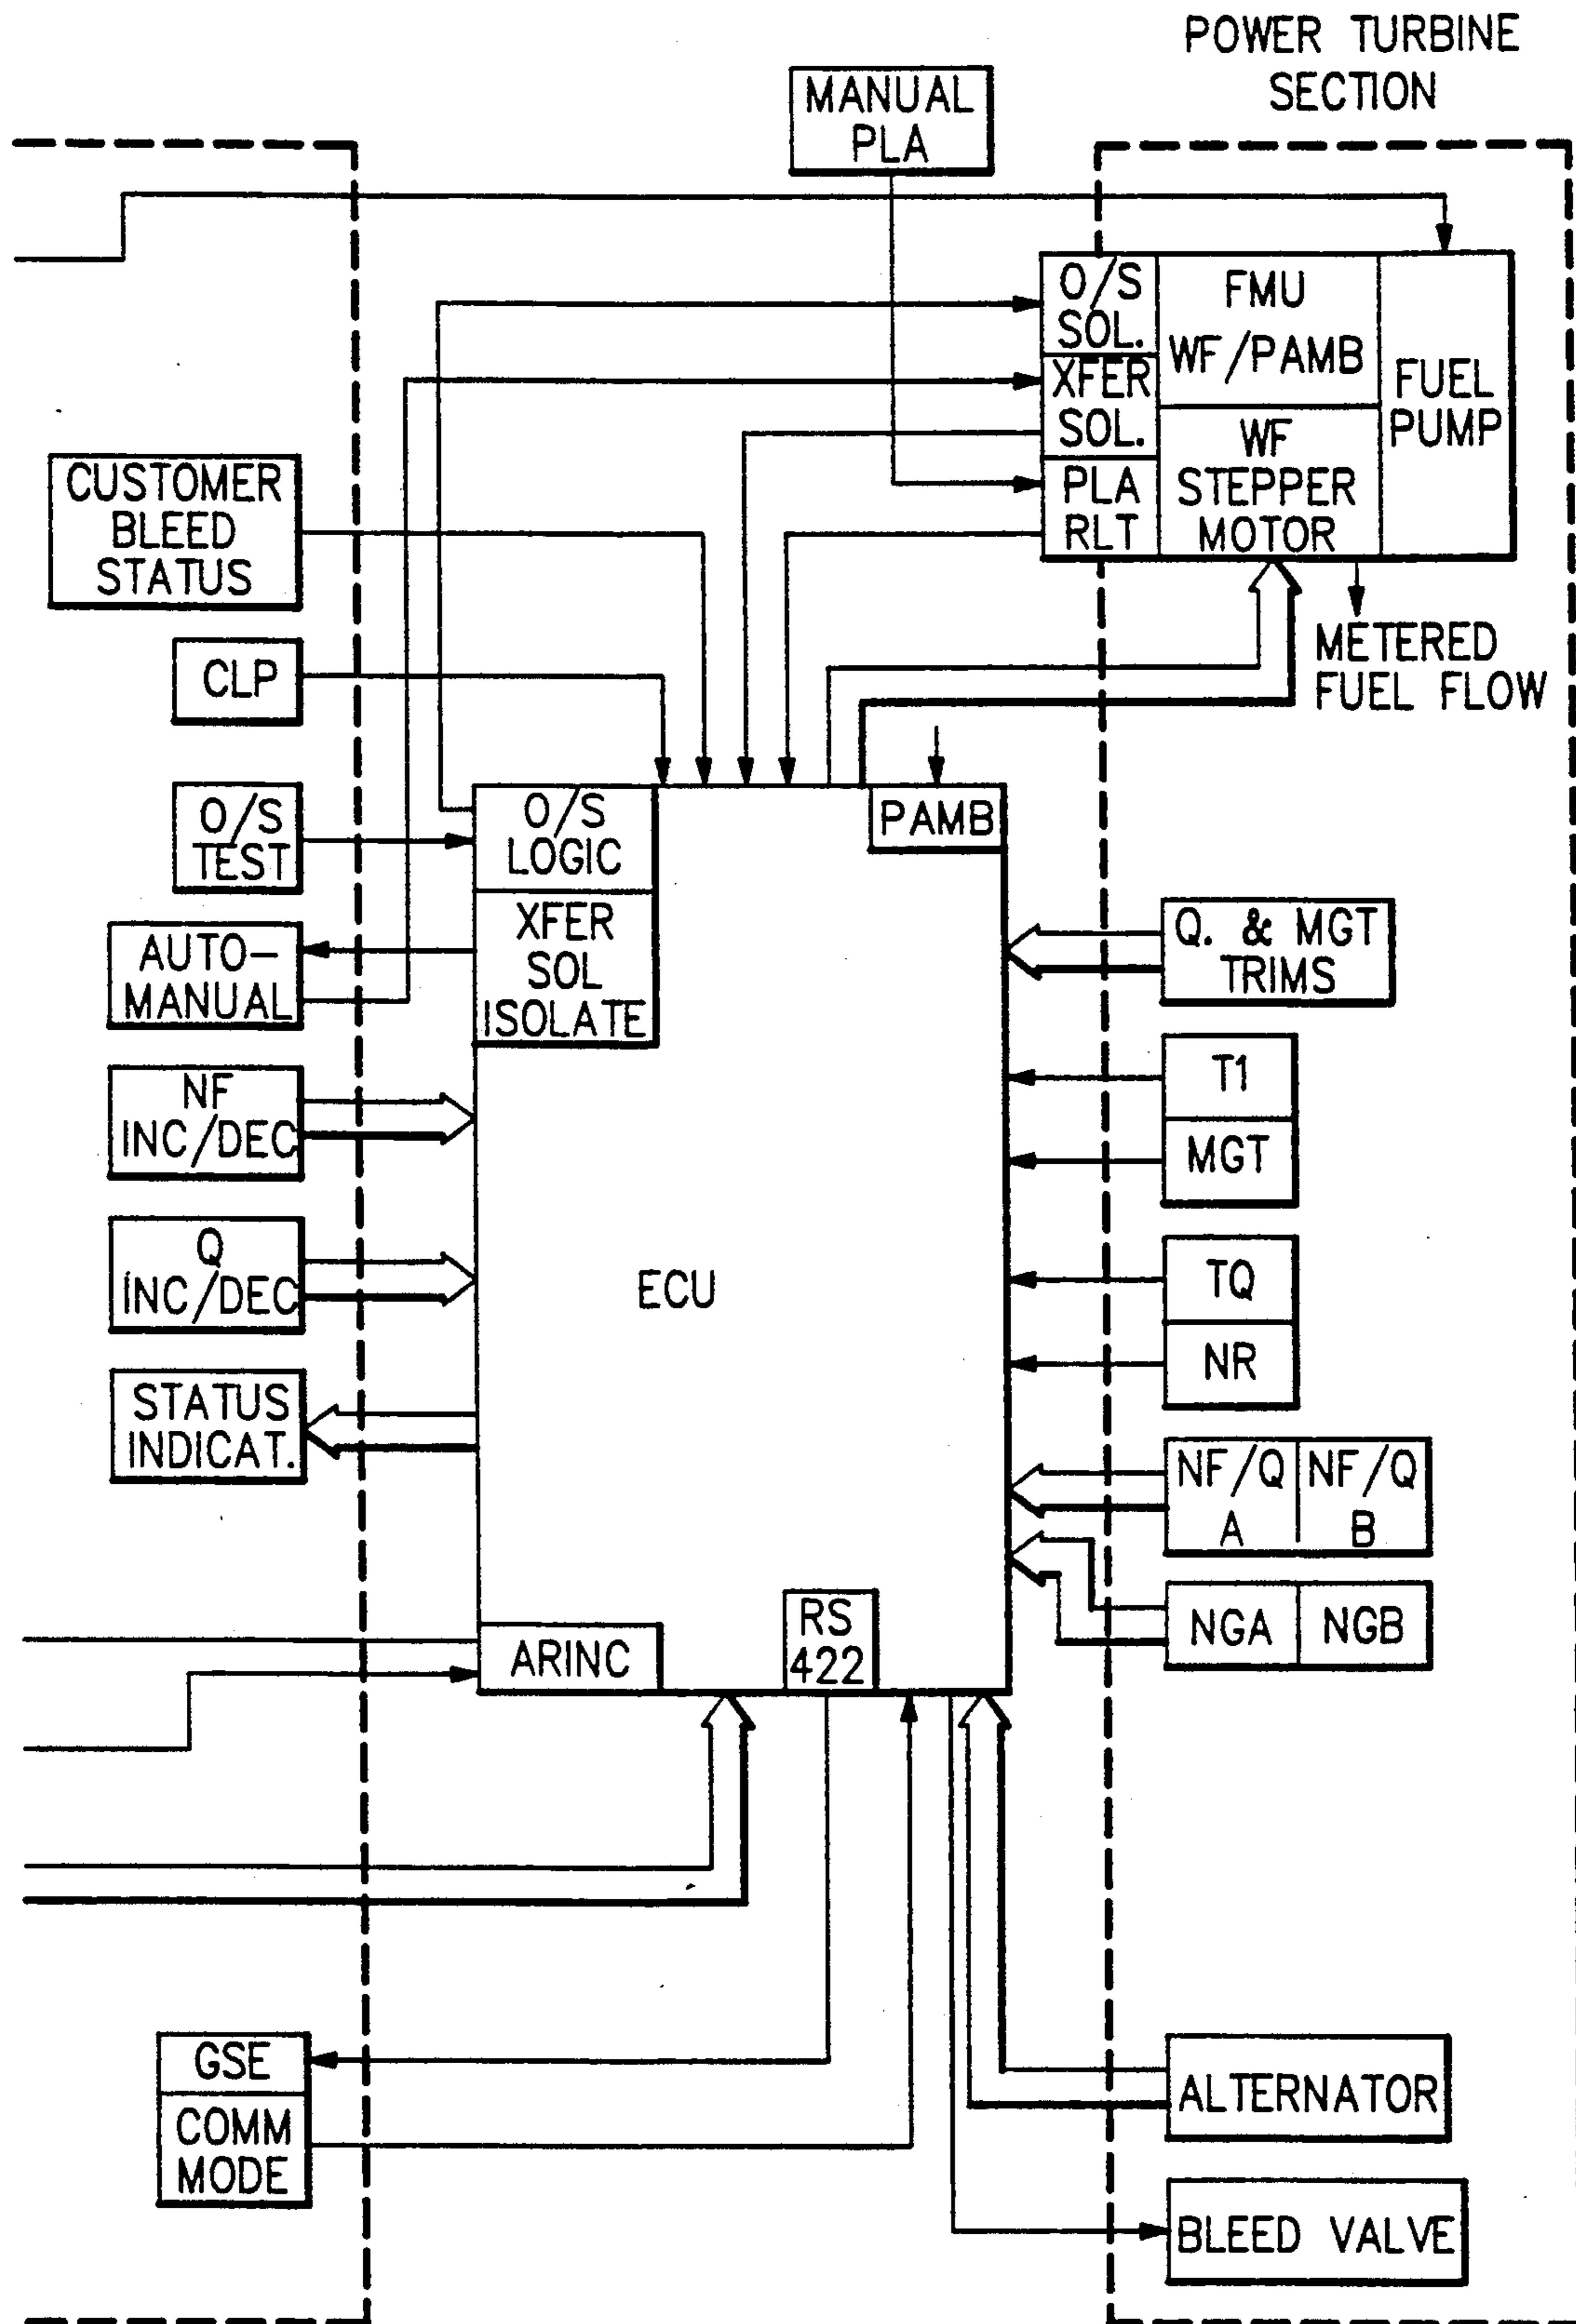 POWER TURBINE
SECTION
MANUAL
PLA
O/S
SOL.
XFER
SOL.
PLA
RLT
FMU
WF/PAMB
WF
STEPPER
MOTOR
FUEL
PUMP
METERED
FUEL FLOW
CUSTOMER
BLEED
STATUS
CLP
O/S
TEST
AUTO-
MANUAL
NF
INC/DEC
Q
INC/DEC
STATUS
INDICAT.
O/S
LOGIC
XFER
SOL
ISOLATE
PAMB
ECU
ARINC
RS
422
Q. & MGT
TRIMS
T1
MGT
TQ
NR
NF/Q
A
NF/Q
B
NGA
NGB
GSE
COMM
MODE
ALTERNATOR
BLEED VALVE